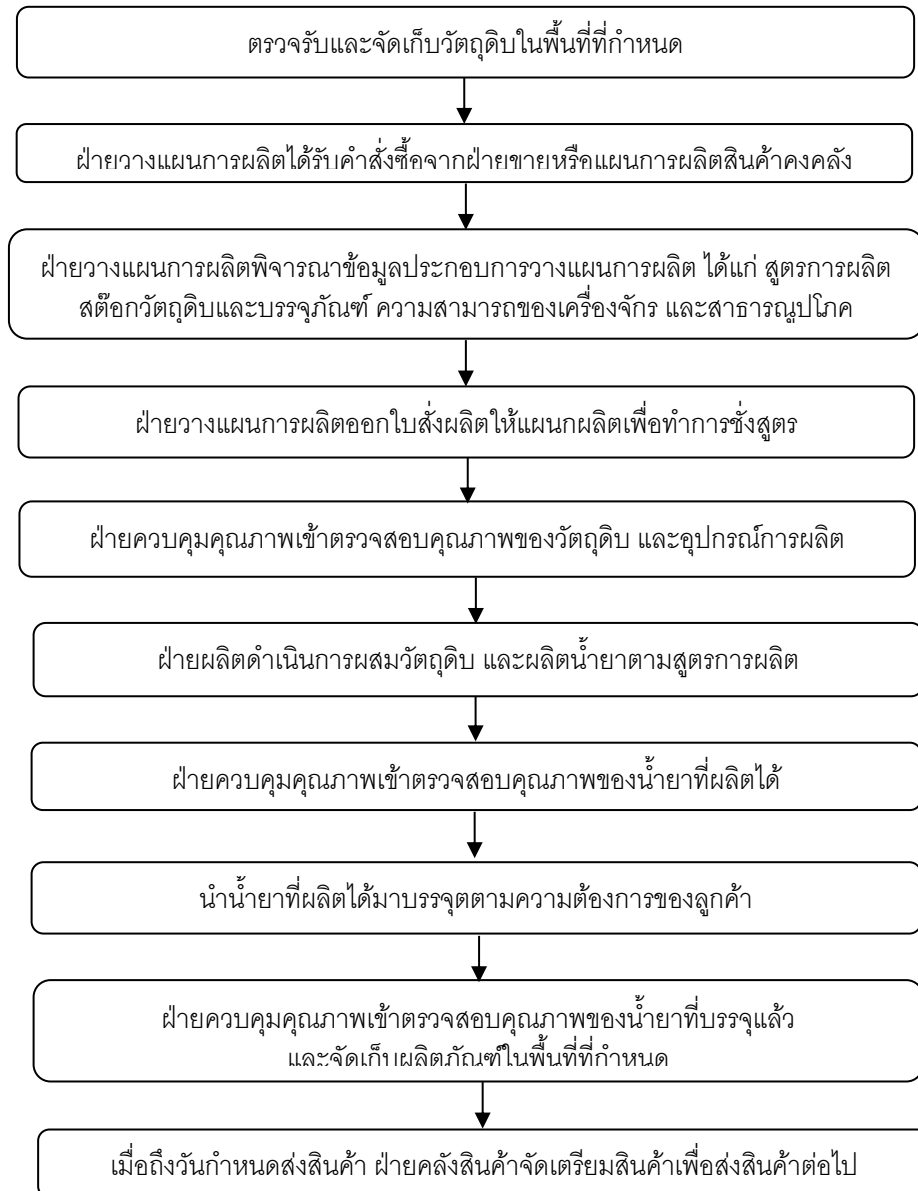 ตรวจรับและจัดเก็บวัตถุดิบในพื้นที่ที่กำหนด
ฝ่ายวางแผนการผลิตได้รับคำสั่งซื้อจากฝ่ายขายหรือแผนการผลิตสินค้าคงคลัง
ฝ่ายวางแผนการผลิตพิจารณาข้อมูลประกอบการวางแผนการผลิต ได้แก่ สูตรการผลิต
สต๊อกวัตถุดิบและบรรจุภัณฑ์ ความสามารถของเครื่องจักร และสาธารณูปโภค
ฝ่ายวางแผนการผลิตออกใบสั่งผลิตให้แผนกผลิตเพื่อทำการชั่งสูตร
ฝ่ายควบคุมคุณภาพเข้าตรวจสอบคุณภาพของวัตถุดิบ และอุปกรณ์การผลิต
ฝ่ายผลิตดำเนินการผสมวัตถุดิบ และผลิตน้ำยาตามสูตรการผลิต
ฝ่ายควบคุมคุณภาพเข้าตรวจสอบคุณภาพของน้ำยาที่ผลิตได้
นำน้ำยาที่ผลิตได้มาบรรจุตตามความต้องการของลูกค้า
ฝ่ายควบคุมคุณภาพเข้าตรวจสอบคุณภาพของน้ำยาที่บรรจุแล้ว
และจัดเก็บผลิตภัณฑ์ในพื้นที่ที่กำหนด
เมื่อถึงวันกำหนดส่งสินค้า ฝ่ายคลังสินค้าจัดเตรียมสินค้าเพื่อส่งสินค้าต่อไป